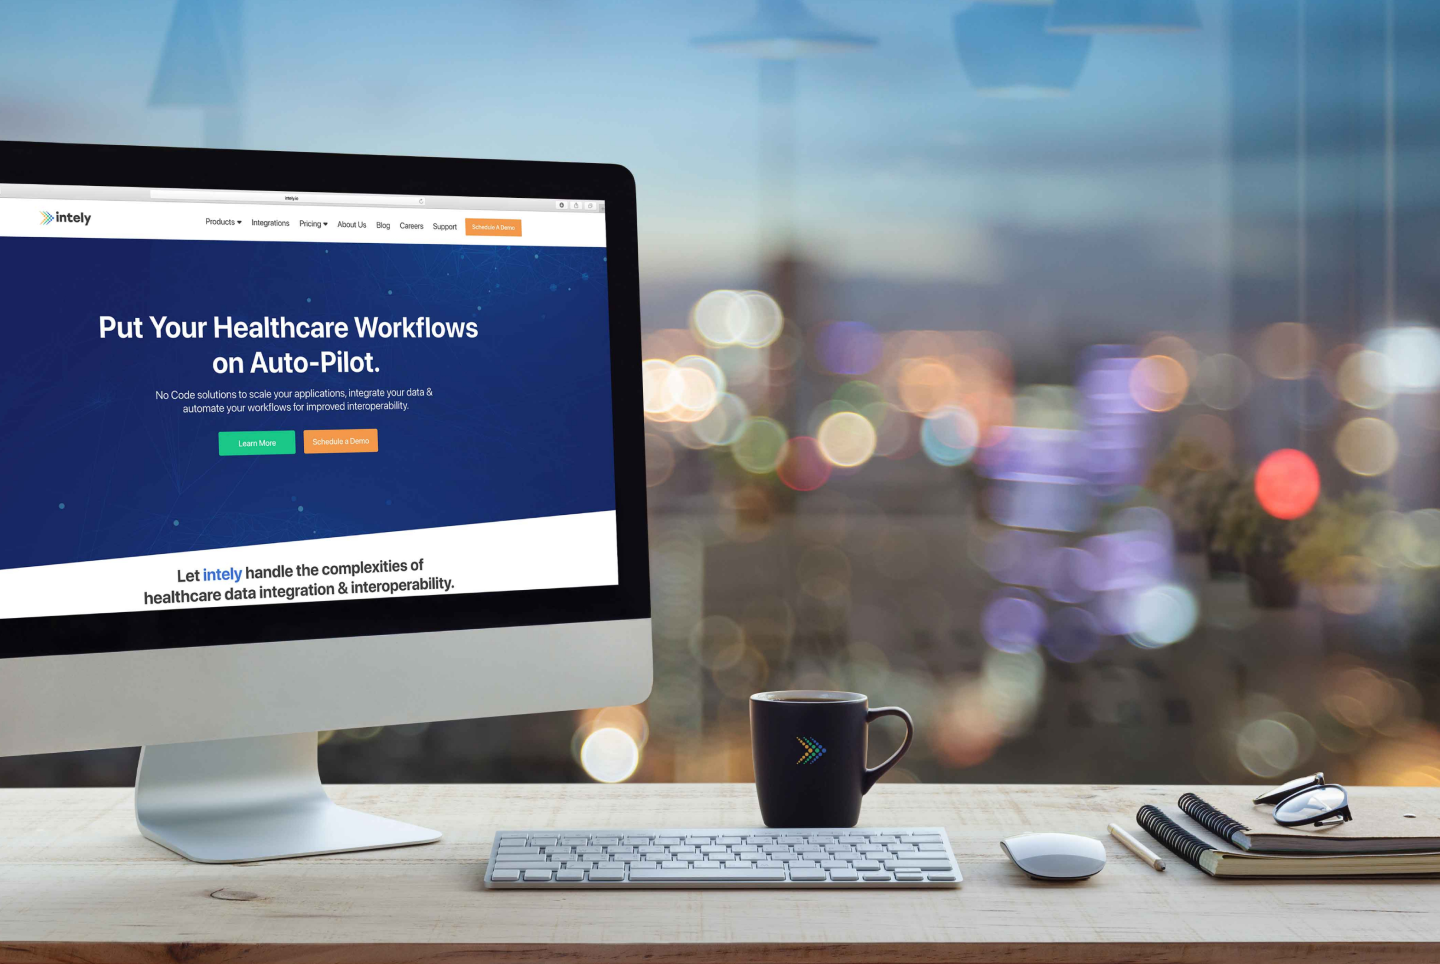 intely.io
intely
Products Integrations Pricing About Us Blog Careers Support Schedule A Demo
Put Your Healthcare Workflows
on Auto-Pilot.
No Code solutions to scale your applications, integrate your data &
automate your workflows for improved interoperability.
Learn More Schedule a Demo
Let intely handle the complexities of
healthcare data integration & interoperability.